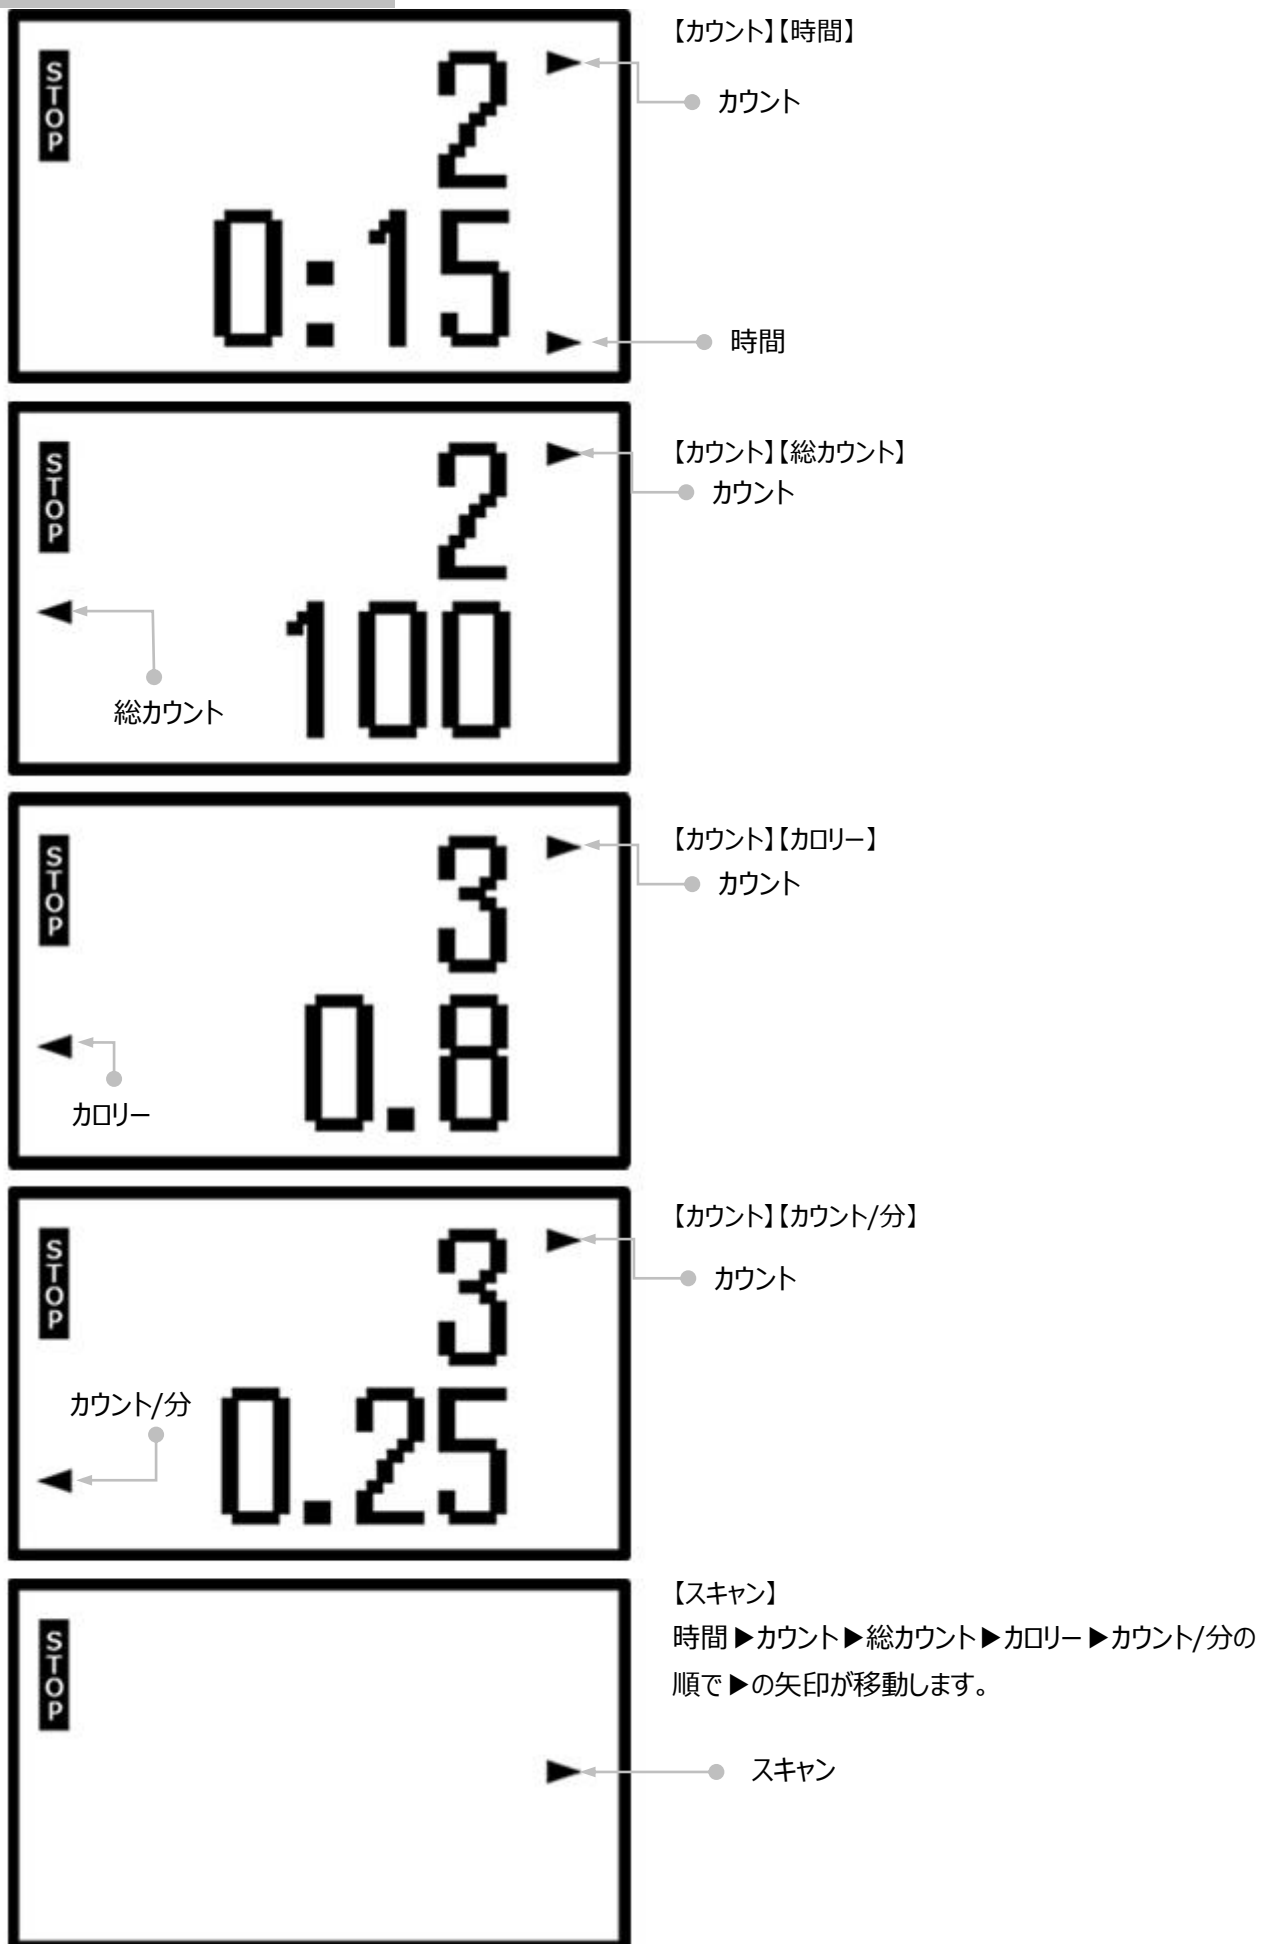 【カウント】【時間】
STOP
2
カウント
0:15
時間
【カウント】【総カウント】
STOP
2
カウント
100
総カウント
【カウント】【カロリー】
STOP
3
カウント
0.8
カロリー
【カウント】【カウント/分】
STOP
3
カウント
カウント/分
0.25
【スキャン】
STOP
時間▶カウント▶総カウント▶カロリー▶カウント/分の
順で▶の矢印が移動します。
スキャン